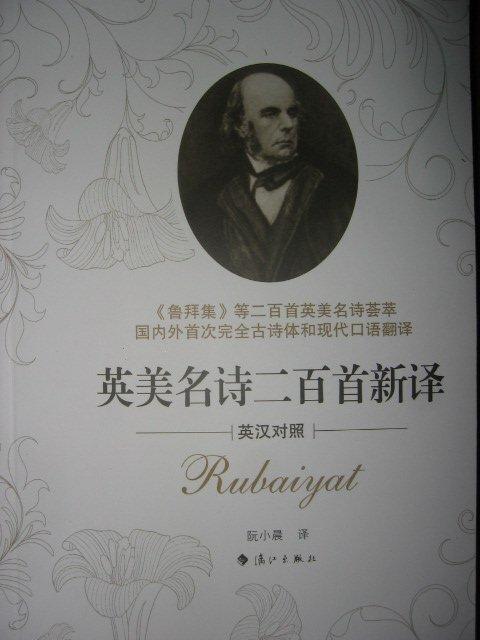 《鲁拜集》等二百首英美名诗荟萃
国内外首次完全古诗体和现代口语翻译
英美名诗二百首新译
英汉对照
Rubaiyat
阮小晨 译
漓江出版社